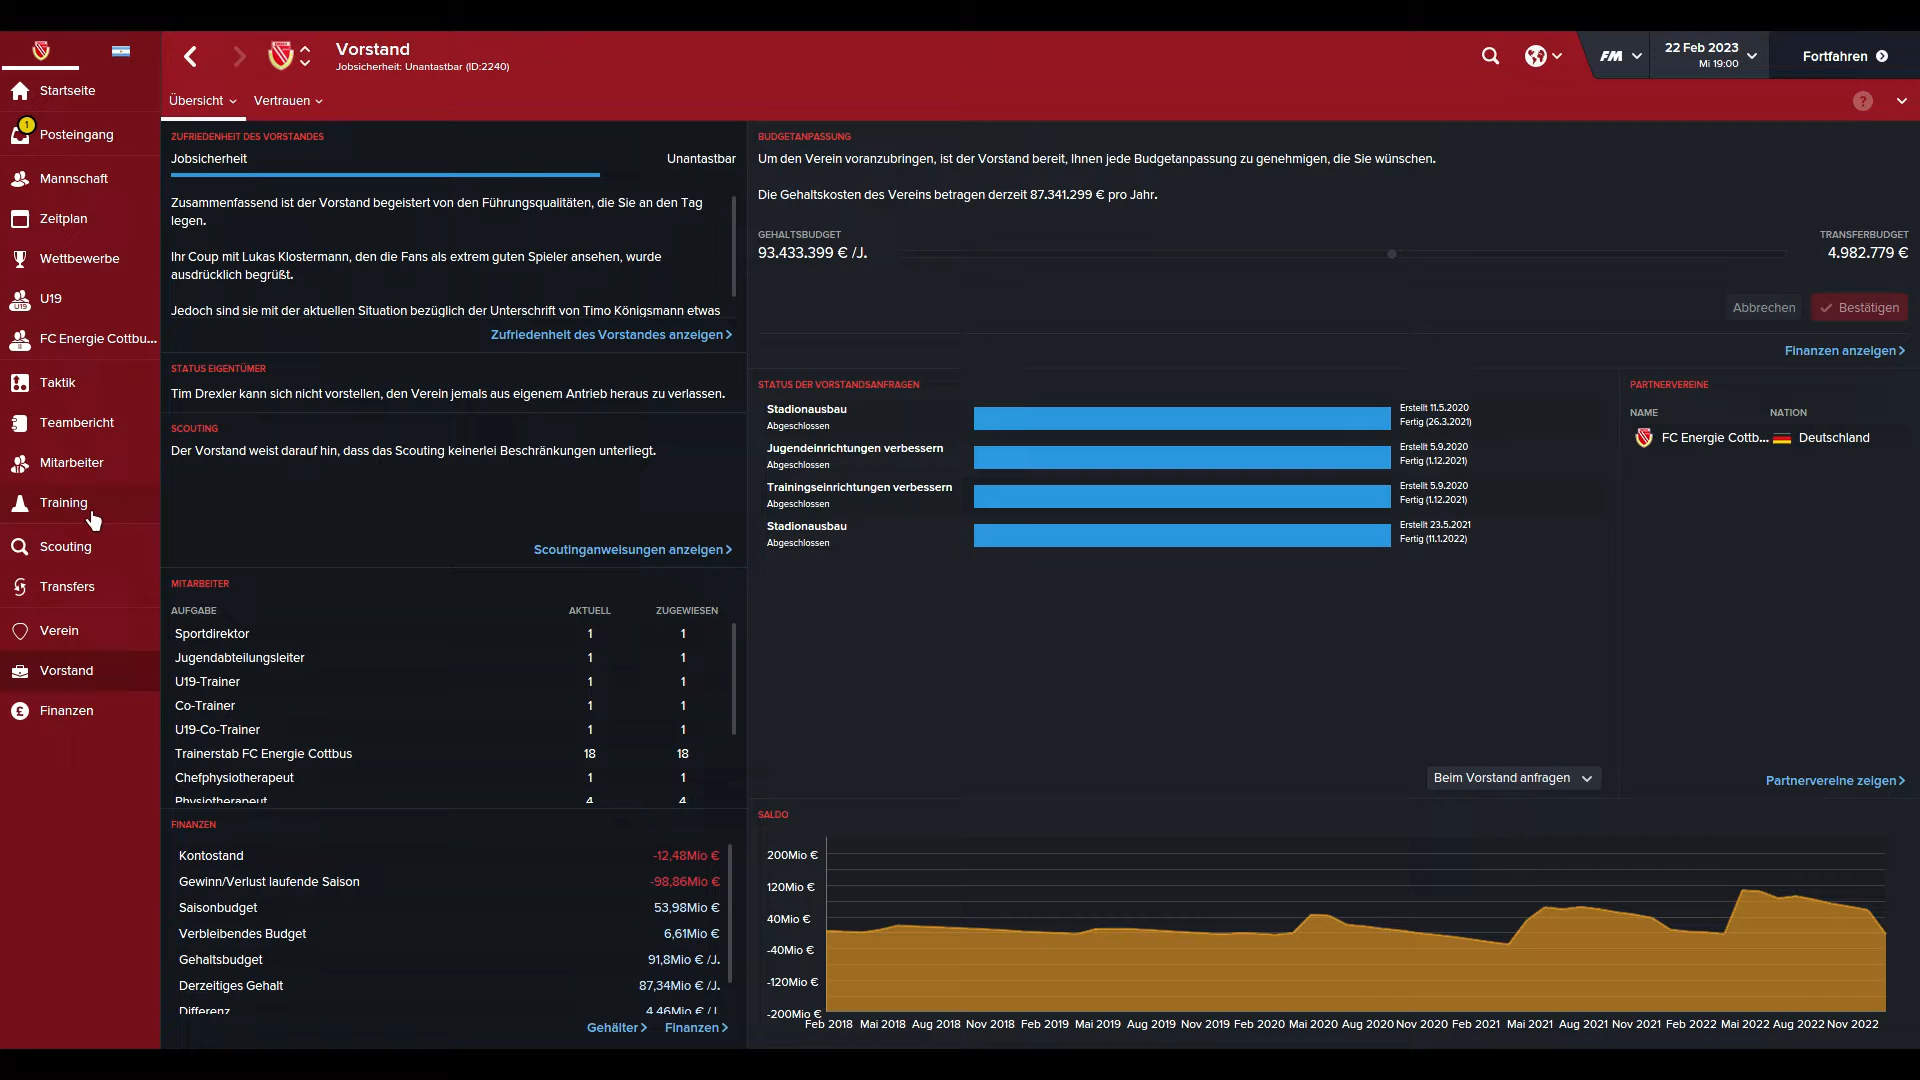 Vorstand
Jobsicherheit: Unantastbar (ID:2240)
FM
22 Feb 2023
Mi 19:00
Fortfahren
Übersicht
Vertrauen
?
Startseite
1
Posteingang
Mannschaft
Zeitplan
Wettbewerbe
U19
U19
FC Energie Cottbu...
II
Taktik
Teambericht
Mitarbeiter
Training
Scouting
Transfers
Verein
Vorstand
£
Finanzen
ZUFRIEDENHEIT DES VORSTANDES
Jobsicherheit
Unantastbar
Zusammenfassend ist der Vorstand begeistert von den Führungsqualitäten, die Sie an den Tag
legen.
Ihr Coup mit Lukas Klostermann, den die Fans als extrem guten Spieler ansehen, wurde
ausdrücklich begrüßt.
Jedoch sind sie mit der aktuellen Situation bezüglich der Unterschrift von Timo Königsmann etwas
Zufriedenheit des Vorstandes anzeigen
STATUS EIGENTÜMER
Tim Drexler kann sich nicht vorstellen, den Verein jemals aus eigenem Antrieb heraus zu verlassen.
SCOUTING
Der Vorstand weist darauf hin, dass das Scouting keinerlei Beschränkungen unterliegt.
Scoutinganweisungen anzeigen
MITARBEITER
AUFGABE AKTUELL ZUGEWIESEN
Sportdirektor 1 1
Jugendabteilungsleiter 1 1
U19-Trainer 1 1
Co-Trainer 1 1
U19-Co-Trainer 1 1
Trainerstab FC Energie Cottbus 18 18
Chefphysiotherapeut 1 1
Physiotherapeut 4 4
FINANZEN
Kontostand -12,48Mio €
Gewinn/Verlust laufende Saison -98,86Mio €
Saisonbudget 53,98Mio €
Verbleibendes Budget 6,61Mio €
Gehaltsbudget 91,8Mio € /J.
Derzeitiges Gehalt 87,34Mio € /J.
Differenz 4,46Mio € /J.
Gehälter Finanzen
BUDGETANPASSUNG
Um den Verein voranzubringen, ist der Vorstand bereit, Ihnen jede Budgetanpassung zu genehmigen, die Sie wünschen.
Die Gehaltskosten des Vereins betragen derzeit 87.341.299 € pro Jahr.
GEHALTSBUDGET
93.433.399 € /J.
TRANSFERBUDGET
4.982.779 €
Abbrechen
Bestätigen
Finanzen anzeigen
STATUS DER VORSTANDSANFRAGEN
Stadionausbau
Abgeschlossen
Erstellt 11.5.2020
Fertig (26.3.2021)
Jugendeinrichtungen verbessern
Abgeschlossen
Erstellt 5.9.2020
Fertig (1.12.2021)
Trainingseinrichtungen verbessern
Abgeschlossen
Erstellt 5.9.2020
Fertig (1.12.2021)
Stadionausbau
Abgeschlossen
Erstellt 23.5.2021
Fertig (11.1.2022)
Beim Vorstand anfragen
PARTNERVEREINE
NAME NATION
FC Energie Cottb... Deutschland
Partnervereine zeigen
SALDO
200Mio €
120Mio €
40Mio €
-40Mio €
-120Mio €
-200Mio €
Feb 2018 Mai 2018 Aug 2018 Nov 2018 Feb 2019 Mai 2019 Aug 2019 Nov 2019 Feb 2020 Mai 2020 Aug 2020 Nov 2020 Feb 2021 Mai 2021 Aug 2021 Nov 2021 Feb 2022 Mai 2022 Aug 2022 Nov 2022